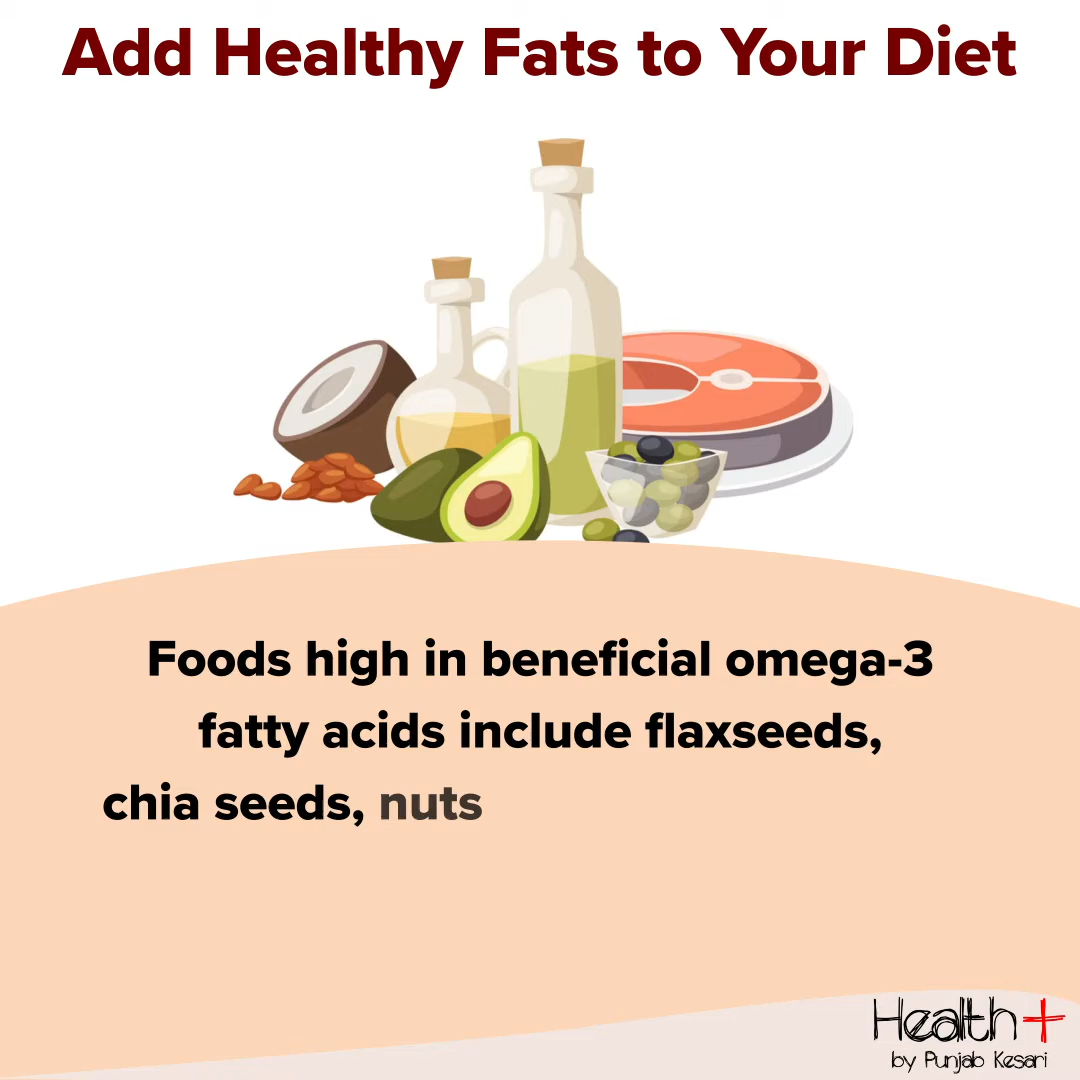 Add Healthy Fats to Your Diet
Foods high in beneficial omega-3
fatty acids include flaxseeds,
chia seeds, nuts
Health+
by Punjab Kesari